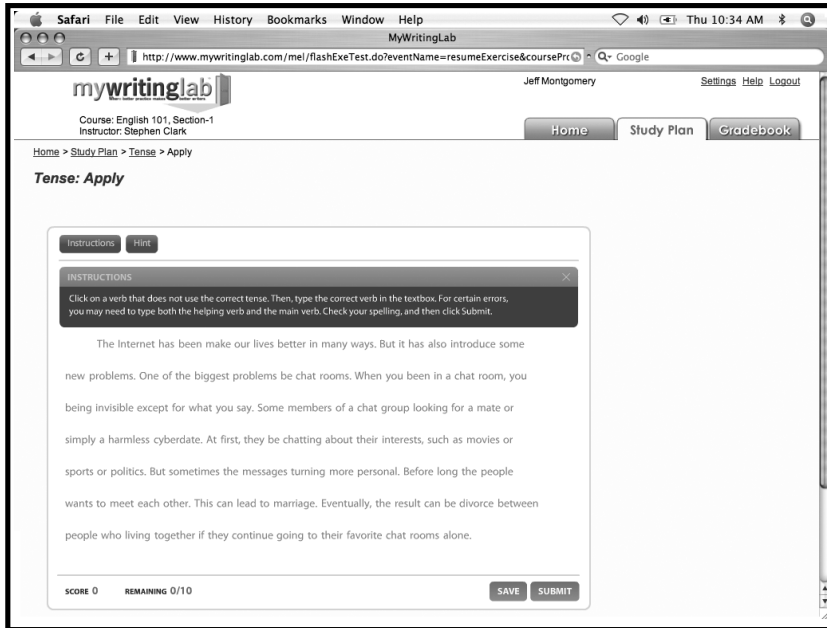 Safari File Edit View History Bookmarks Window Help Thu 10:34 AM
MyWritingLab
http://www.mywritinglab.com/mel/flashExeTest.do?eventName=resumeExercise&coursePro Google
mywritinglab
When better practice makes better writers
Jeff Montgomery Settings Help Logout
Course: English 101, Section-1
Instructor: Stephen Clark
Home Study Plan Gradebook
Home > Study Plan > Tense > Apply
Tense: Apply
Instructions Hint
INSTRUCTIONS
Click on a verb that does not use the correct tense. Then, type the correct verb in the textbox. For certain errors,
you may need to type both the helping verb and the main verb. Check your spelling, and then click Submit.
The Internet has been make our lives better in many ways. But it has also introduce some
new problems. One of the biggest problems be chat rooms. When you been in a chat room, you
being invisible except for what you say. Some members of a chat group looking for a mate or
simply a harmless cyberdate. At first, they be chatting about their interests, such as movies or
sports or politics. But sometimes the messages turning more personal. Before long the people
wants to meet each other. This can lead to marriage. Eventually, the result can be divorce between
people who living together if they continue going to their favorite chat rooms alone.
SCORE 0 REMAINING 0/10 SAVE SUBMIT